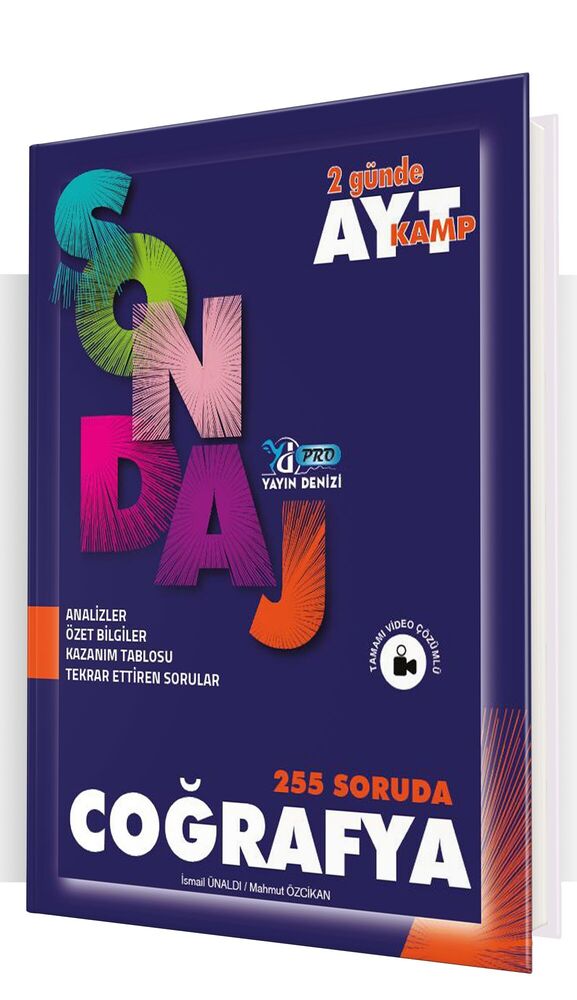 2 günde
AYT
KAMP
SONDAJ
PRO
YAYIN DENİZİ
ANALİZLER
ÖZET BİLGİLER
KAZANIM TABLOSU
TEKRAR ETTİREN SORULAR
TAMAMI VİDEO ÇÖZÜMLÜ
255 SORUDA
COĞRAFYA
İsmail ÜNALDI / Mahmut ÖZCİKAN